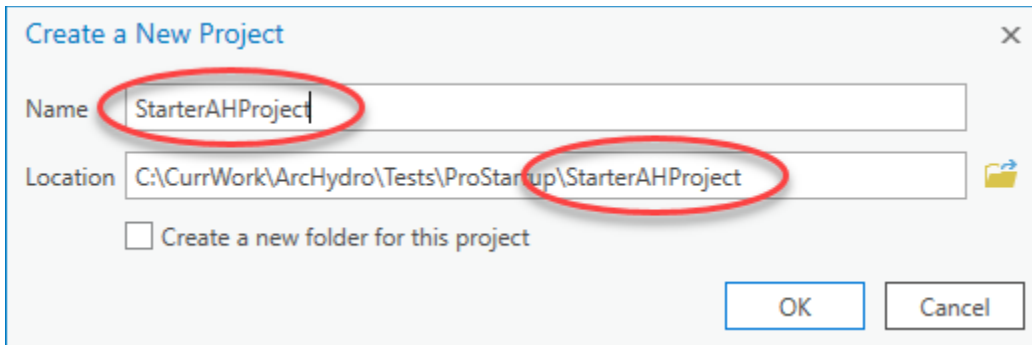 Create a New Project
Name StarterAHProject
Location C:\CurrWork\ArcHydro\Tests\ProStartup\StarterAHProject
Create a new folder for this project
OK Cancel